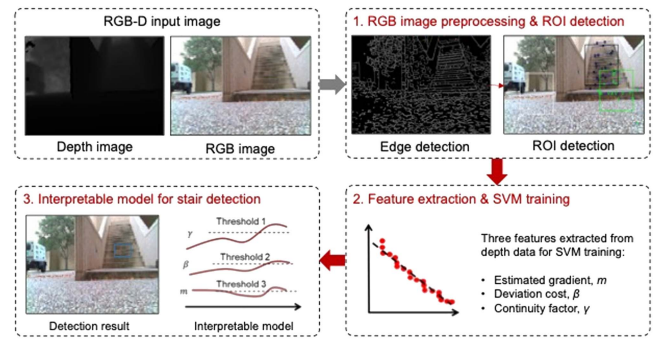 RGB-D input image
Depth image
RGB image
1. RGB image preprocessing & ROI detection
Edge detection
ROI detection
3. Interpretable model for stair detection
γ
Threshold 1
β
Threshold 2
m
Threshold 3
Detection result
Interpretable model
2. Feature extraction & SVM training
Three features extracted from
depth data for SVM training:
• Estimated gradient, m
• Deviation cost, β
• Continuity factor, γ